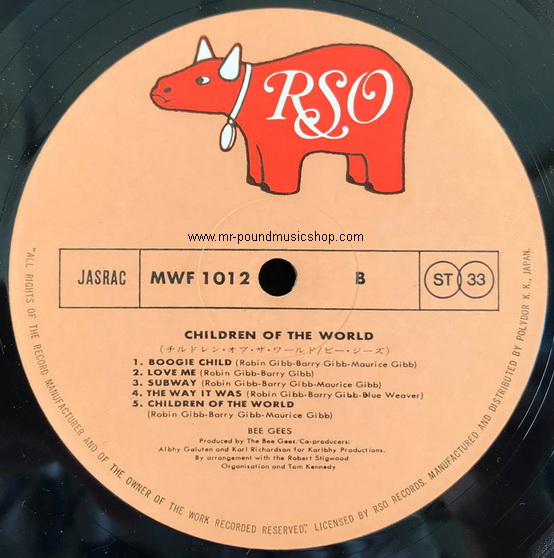 RSO
www.mr-poundmusicshop.com
JASRAC MWF 1012 B ST 33
CHILDREN OF THE WORLD
(チルドレン・オブ・ザ・ワールド/ビー・ジーズ)
1. BOOGIE CHILD (Robin Gibb-Barry Gibb-Maurice Gibb)
2. LOVE ME (Robin Gibb-Barry Gibb)
3. SUBWAY (Robin Gibb-Barry Gibb-Maurice Gibb)
4. THE WAY IT WAS (Robin Gibb-Barry Gibb-Blue Weaver)
5. CHILDREN OF THE WORLD
(Robin Gibb-Barry Gibb-Maurice Gibb)
BEE GEES
Produced by The Bee Gees/Co-producers:
Albhy Galuten and Karl Richardson for Karlbhy Productions.
By arrangement with the Robert Stigwood
Organisation and Tom Kennedy
"ALL RIGHTS OF THE RECORD MANUFACTURER AND OF THE OWNER OF THE WORK RECORDED RESERVED", LICENSED BY RSO RECORDS, MANUFACTURED AND DISTRIBUTED BY POLYDOR K. K., JAPAN.